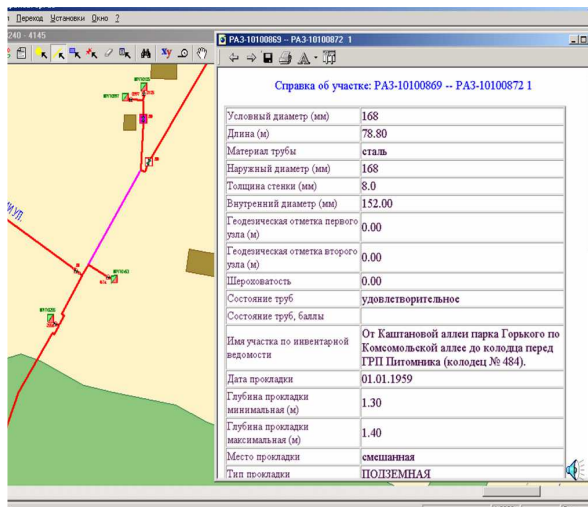 Переход Установки Окно ?
240 - 4145
РАЗ-10100869 -- РАЗ-10100872 1
Справка об участке: РАЗ-10100869 -- РАЗ-10100872 1
Условный диаметр (мм) 168
Длина (м) 78.80
Материал трубы сталь
Наружный диаметр (мм) 168
Толщина стенки (мм) 8.0
Внутренний диаметр (мм) 152.00
Геодезическая отметка первого
узла (м) 0.00
Геодезическая отметка второго
узла (м) 0.00
Шероховатость 0.00
Состояние труб удовлетворительное
Состояние труб, баллы
Имя участка по инвентарной
ведомости
От Каштановой аллеи парка Горького по
Комсомольской аллее до колодца перед
ГРП Питомника (колодец № 484).
Дата прокладки 01.01.1959
Глубина прокладки
минимальная (м) 1.30
Глубина прокладки
максимальная (м) 1.40
Место прокладки смешанная
Тип прокладки ПОДЗЕМНАЯ
УЛ.